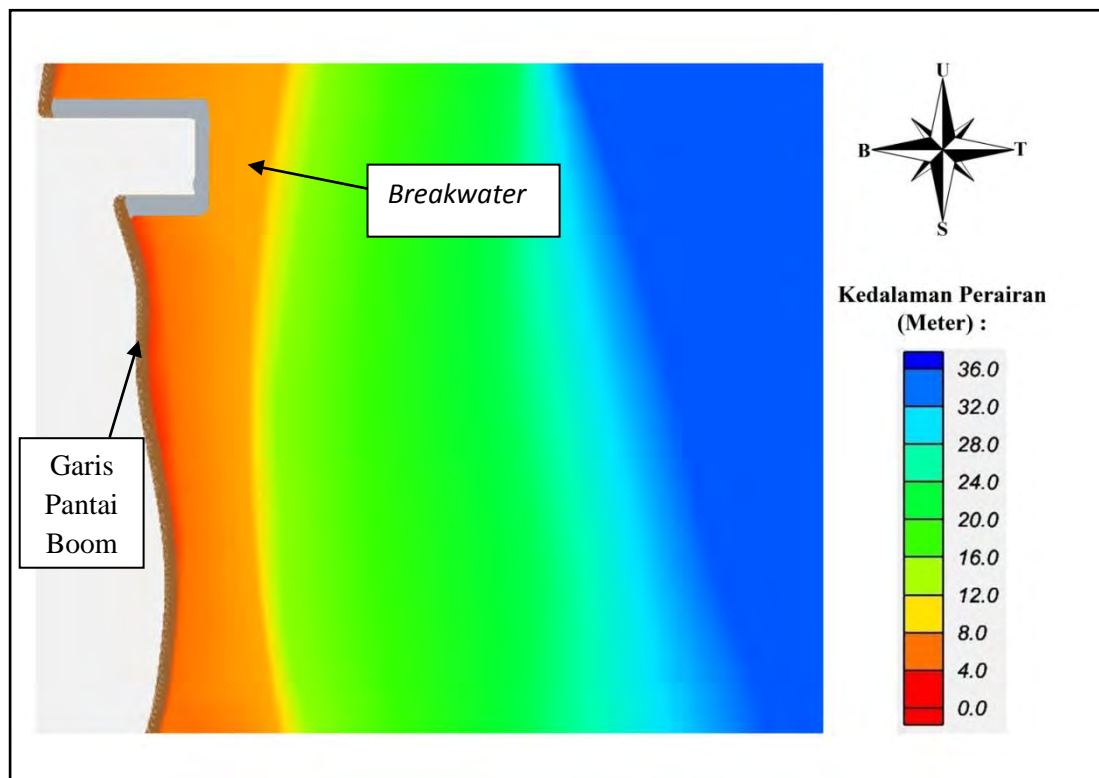 U
B
T
S
Breakwater
Kedalaman Perairan
(Meter) :
36.0
32.0
28.0
24.0
20.0
16.0
12.0
8.0
4.0
0.0
Garis
Pantai
Boom